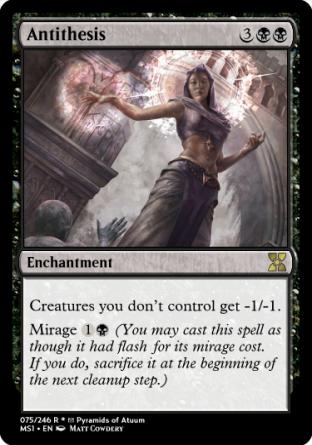 Antithesis 3
Enchantment
Creatures you don't control get -1/-1.
Mirage 1 (You may cast this spell as
though it had flash for its mirage cost.
If you do, sacrifice it at the beginning of
the next cleanup step.)
075/246 R * Pyramids of Atuum
MS1 • EN Matt Cowdery